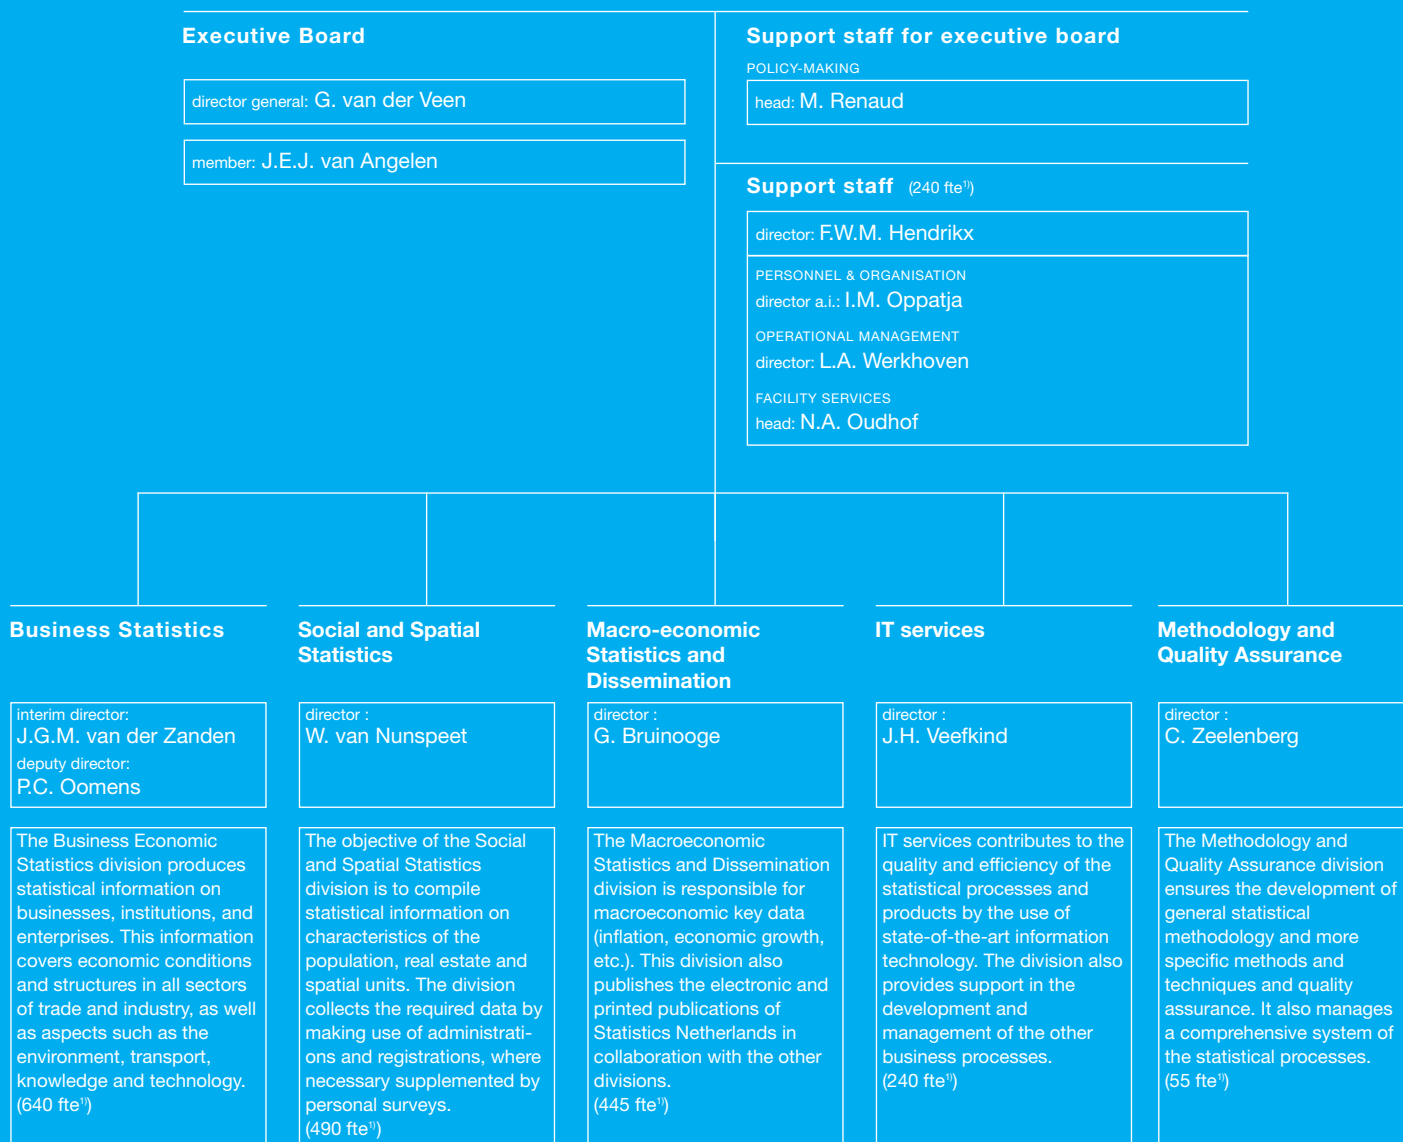 Executive Board
director general: G. van der Veen
member: J.E.J. van Angelen
Support staff for executive board
POLICY-MAKING
head: M. Renaud
Support staff (240 fte¹⁾)
director: F.W.M. Hendrikx
PERSONNEL & ORGANISATION
director a.i.: I.M. Oppatja
OPERATIONAL MANAGEMENT
director: L.A. Werkhoven
FACILITY SERVICES
head: N.A. Oudhof
Business Statistics
interim director:
J.G.M. van der Zanden
deputy director:
P.C. Oomens
The Business Economic
Statistics division produces
statistical information on
businesses, institutions, and
enterprises. This information
covers economic conditions
and structures in all sectors
of trade and industry, as well
as aspects such as the
environment, transport,
knowledge and technology.
(640 fte¹⁾)
Social and Spatial
Statistics
director :
W. van Nunspeet
The objective of the Social
and Spatial Statistics
division is to compile
statistical information on
characteristics of the
population, real estate and
spatial units. The division
collects the required data by
making use of administrati-
ons and registrations, where
necessary supplemented by
personal surveys.
(490 fte¹⁾)
Macro-economic
Statistics and
Dissemination
director :
G. Bruinooge
The Macroeconomic
Statistics and Dissemination
division is responsible for
macroeconomic key data
(inflation, economic growth,
etc.). This division also
publishes the electronic and
printed publications of
Statistics Netherlands in
collaboration with the other
divisions.
(445 fte¹⁾)
IT services
director :
J.H. Veefkind
IT services contributes to the
quality and efficiency of the
statistical processes and
products by the use of
state-of-the-art information
technology. The division also
provides support in the
development and
management of the other
business processes.
(240 fte¹⁾)
Methodology and
Quality Assurance
director :
C. Zeelenberg
The Methodology and
Quality Assurance division
ensures the development of
general statistical
methodology and more
specific methods and
techniques and quality
assurance. It also manages
a comprehensive system of
the statistical processes.
(55 fte¹⁾)